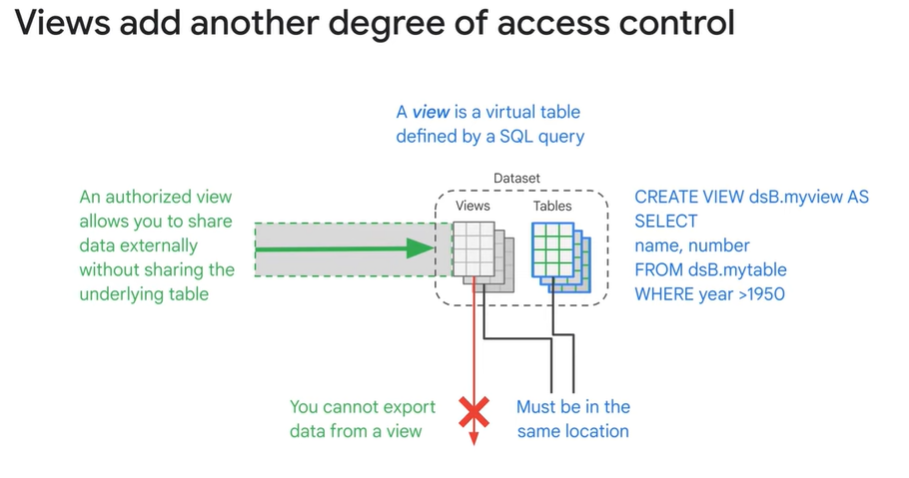 Views add another degree of access control
A view is a virtual table
defined by a SQL query
Dataset
Views
Tables
An authorized view
allows you to share
data externally
without sharing the
underlying table
CREATE VIEW dsB.myview AS
SELECT
name, number
FROM dsB.mytable
WHERE year >1950
You cannot export
data from a view
Must be in the
same location